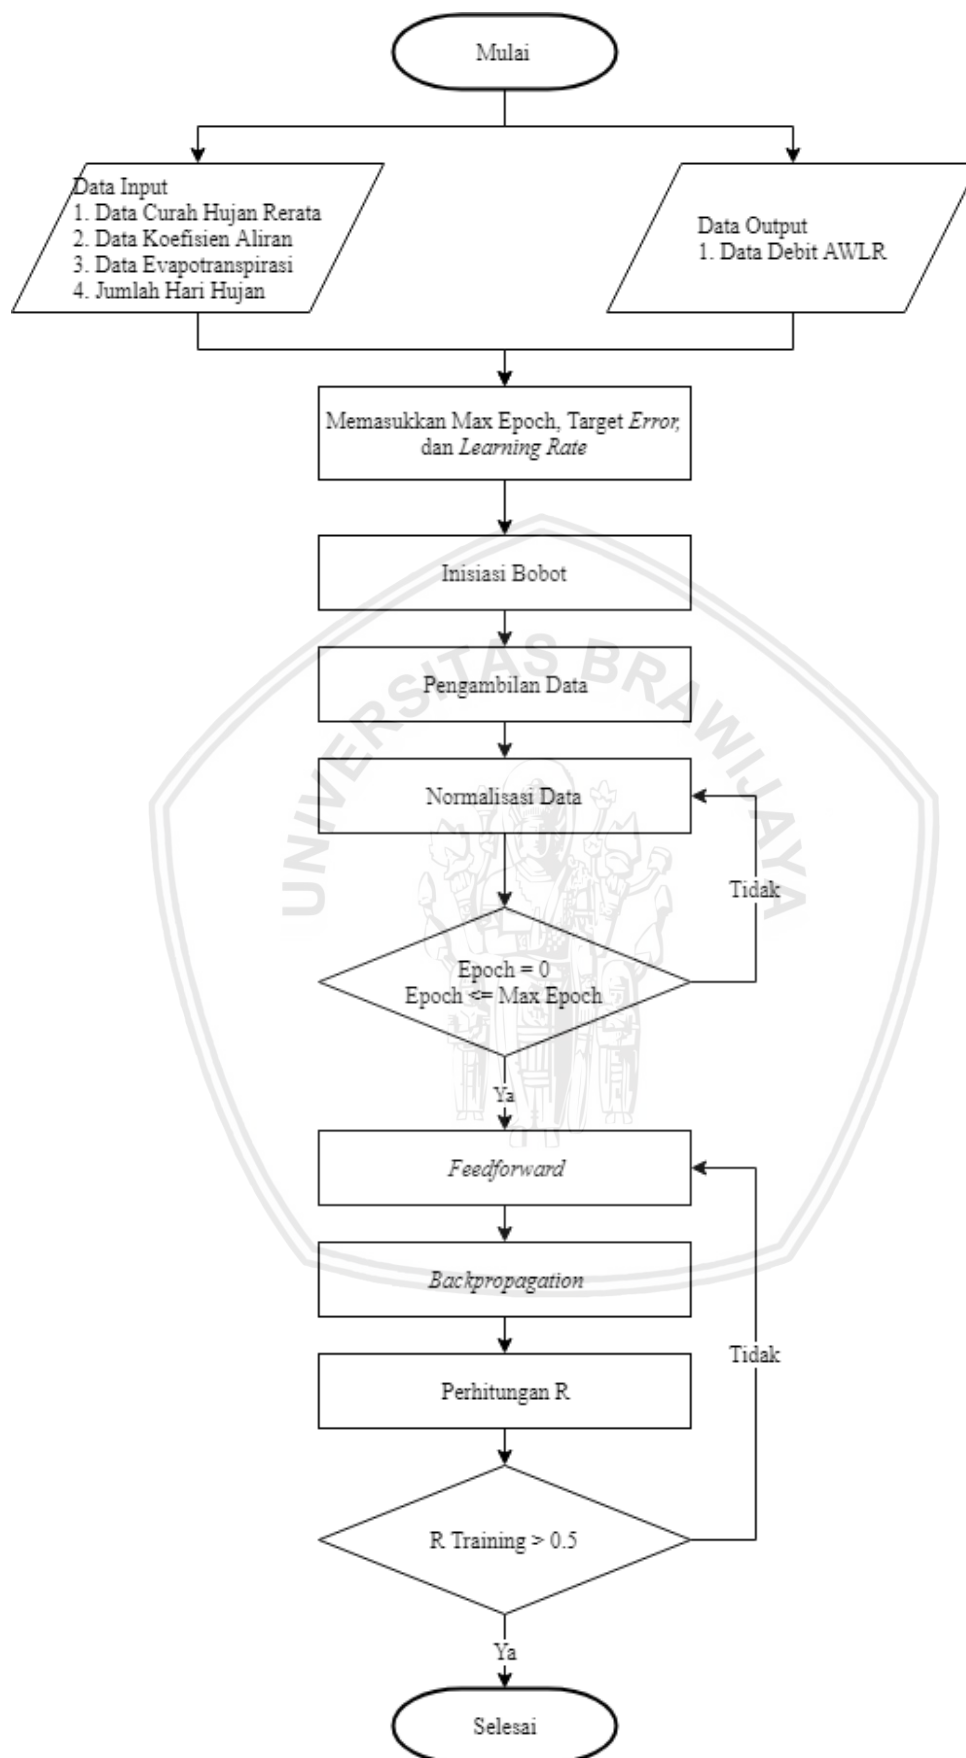 Mulai
Data Input
1. Data Curah Hujan Rerata
2. Data Koefisien Aliran
3. Data Evapotranspirasi
4. Jumlah Hari Hujan
Data Output
1. Data Debit AWLR
Memasukkan Max Epoch, Target Error,
dan Learning Rate
Inisiasi Bobot
Pengambilan Data
UNIVERSITAS BRAWIJAYA
Normalisasi Data
Tidak
Epoch = 0
Epoch <= Max Epoch
Ya
Feedforward
Backpropagation
Tidak
Perhitungan R
R Training > 0.5
Ya
Selesai